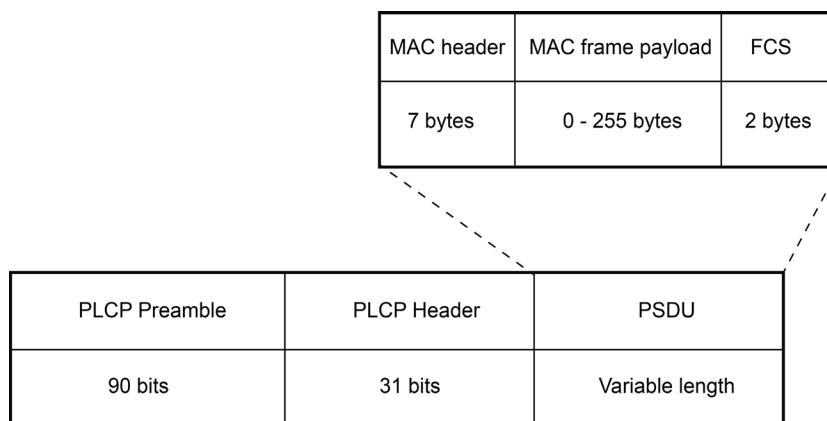 MAC header MAC frame payload FCS
7 bytes 0 - 255 bytes 2 bytes
PLCP Preamble PLCP Header PSDU
90 bits 31 bits Variable length